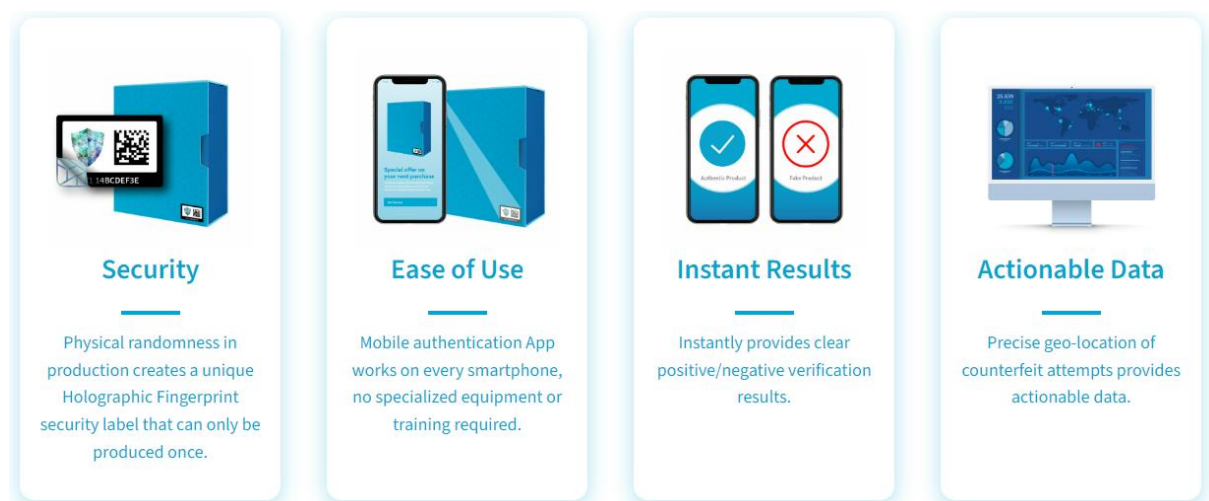 14BCDEF3E
Special offer on
your next purchase
Authentic Product
Fake Product
Security
Ease of Use
Instant Results
Actionable Data
Physical randomness in
production creates a unique
Holographic Fingerprint
security label that can only be
produced once.
Mobile authentication App
works on every smartphone,
no specialized equipment or
training required.
Instantly provides clear
positive/negative verification
results.
Precise geo-location of
counterfeit attempts provides
actionable data.